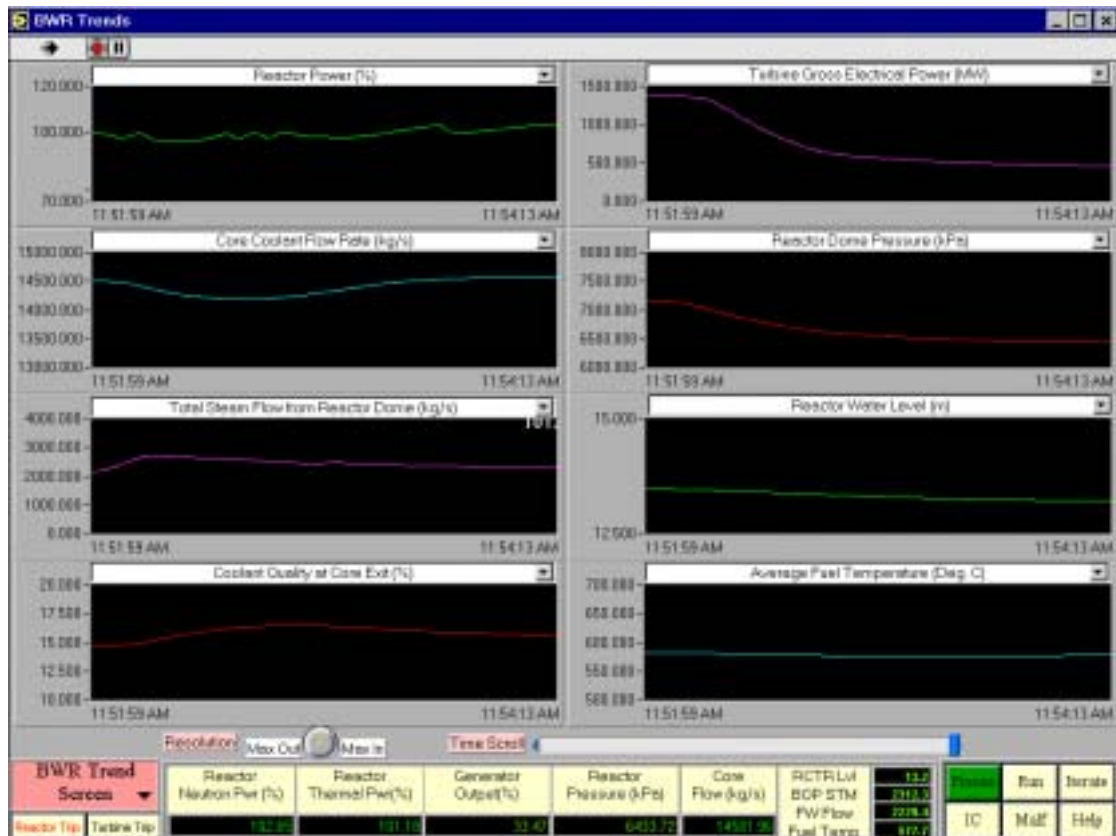 BWR Trends
Reactor Power (%)
120.000
100.000
70.000
11:51:59 AM 11:54:13 AM
Turbine Gross Electrical Power (MW)
1500.000
1000.000
500.000
0.000
11:51:59 AM 11:54:13 AM
Core Coolant Flow Rate (kg/s)
15000.000
14500.000
14000.000
13500.000
13000.000
11:51:59 AM 11:54:13 AM
Reactor Dome Pressure (kPa)
8000.000
7500.000
7000.000
6500.000
6000.000
11:51:59 AM 11:54:13 AM
Total Steam Flow from Reactor Dome (kg/s)
4000.000
3000.000
2000.000
1000.000
0.000
11:51:59 AM 11:54:13 AM
Reactor Water Level (m)
15.000
12.500
11:51:59 AM 11:54:13 AM
Coolant Quality at Core Exit (%)
20.000
17.500
15.000
12.500
10.000
11:51:59 AM 11:54:13 AM
Average Fuel Temperature (Deg. C)
700.000
650.000
600.000
550.000
500.000
11:51:59 AM 11:54:13 AM
Resolution Max Out Max In Time Scroll
BWR Trend Screen
Reactor Trip Turbine Trip
Reactor Neutron Pwr (%)
102.85
Reactor Thermal Pwr(%)
101.18
Generator Output(%)
33.47
Reactor Pressure (kPa)
6433.72
Core Flow (kg/s)
RCTR Lvl 13.2
BOP STM
FW Flow
Fuel Temp
Freeze Run Iterate
IC Malf Help